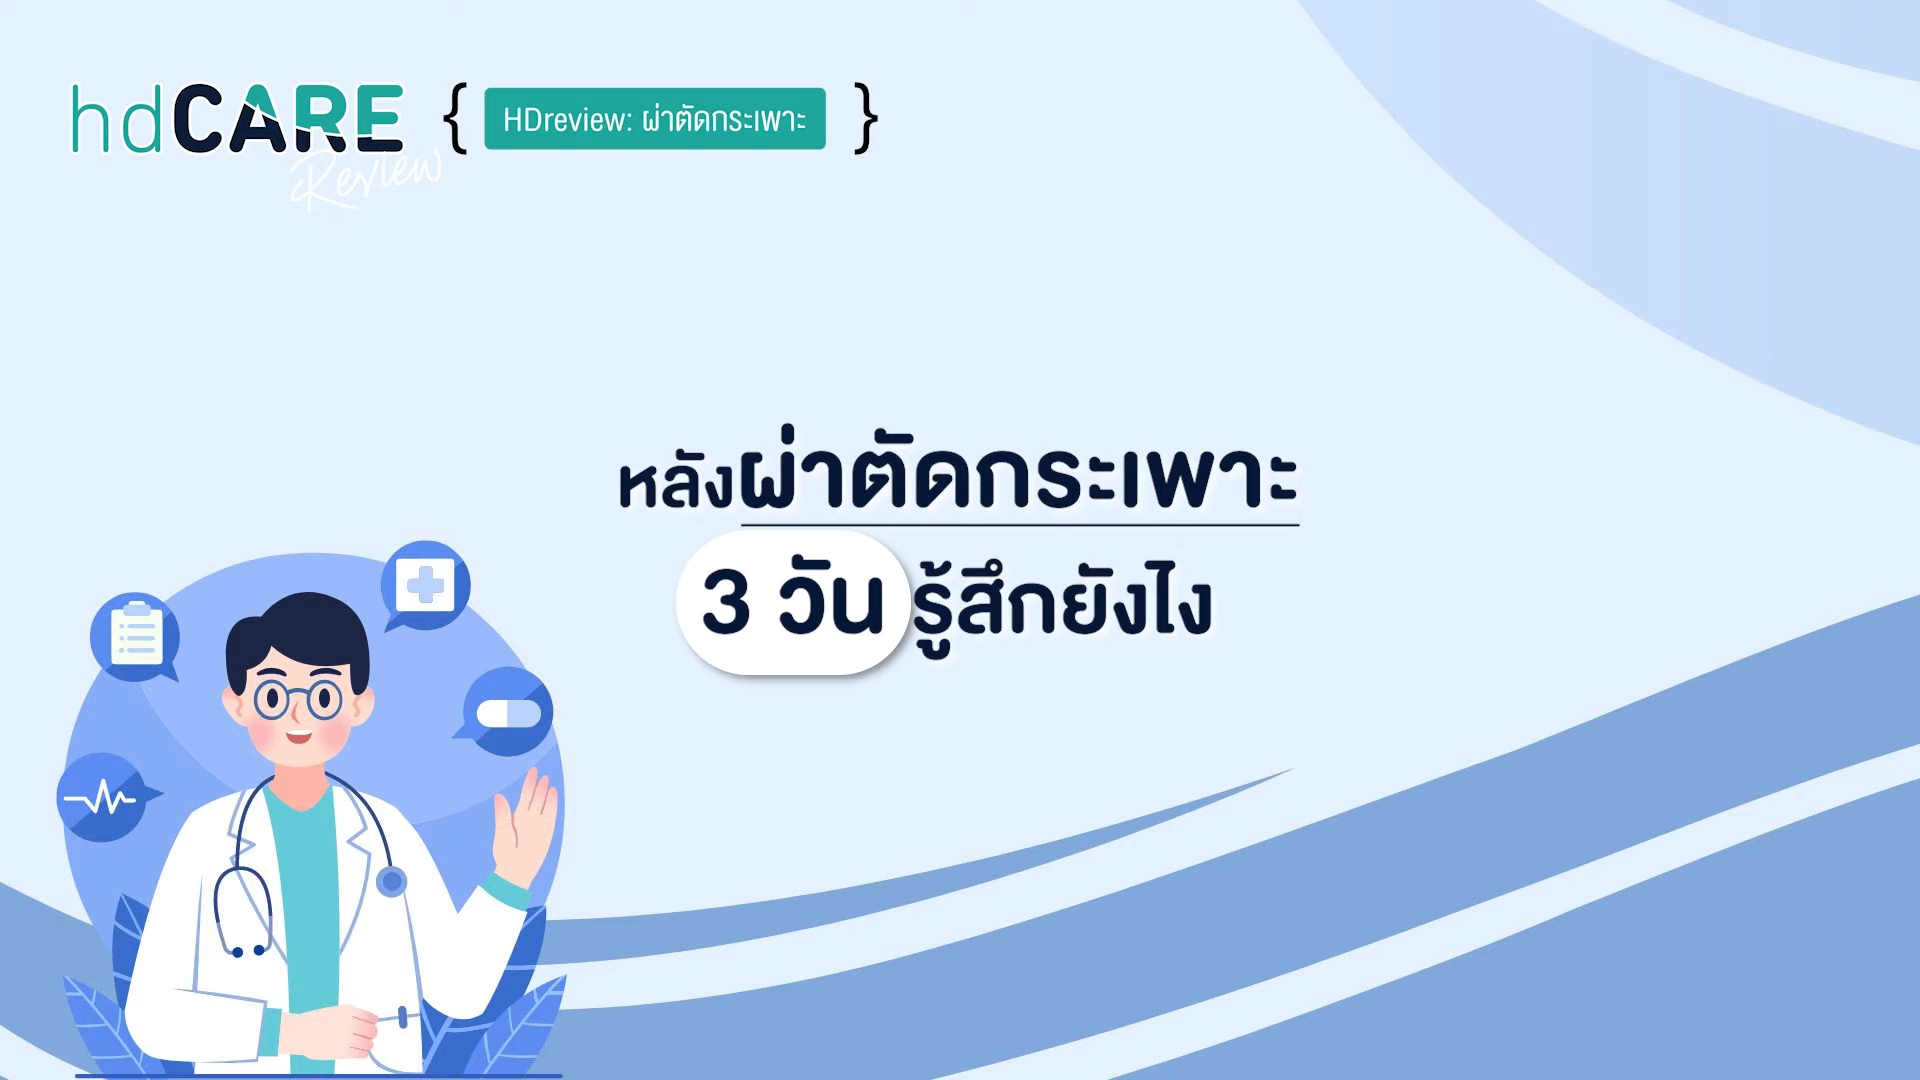 hdCARE
Review
{ HDreview: ผ่าตัดกระเพาะ }
หลังผ่าตัดกระเพาะ
3 วัน รู้สึกยังไง